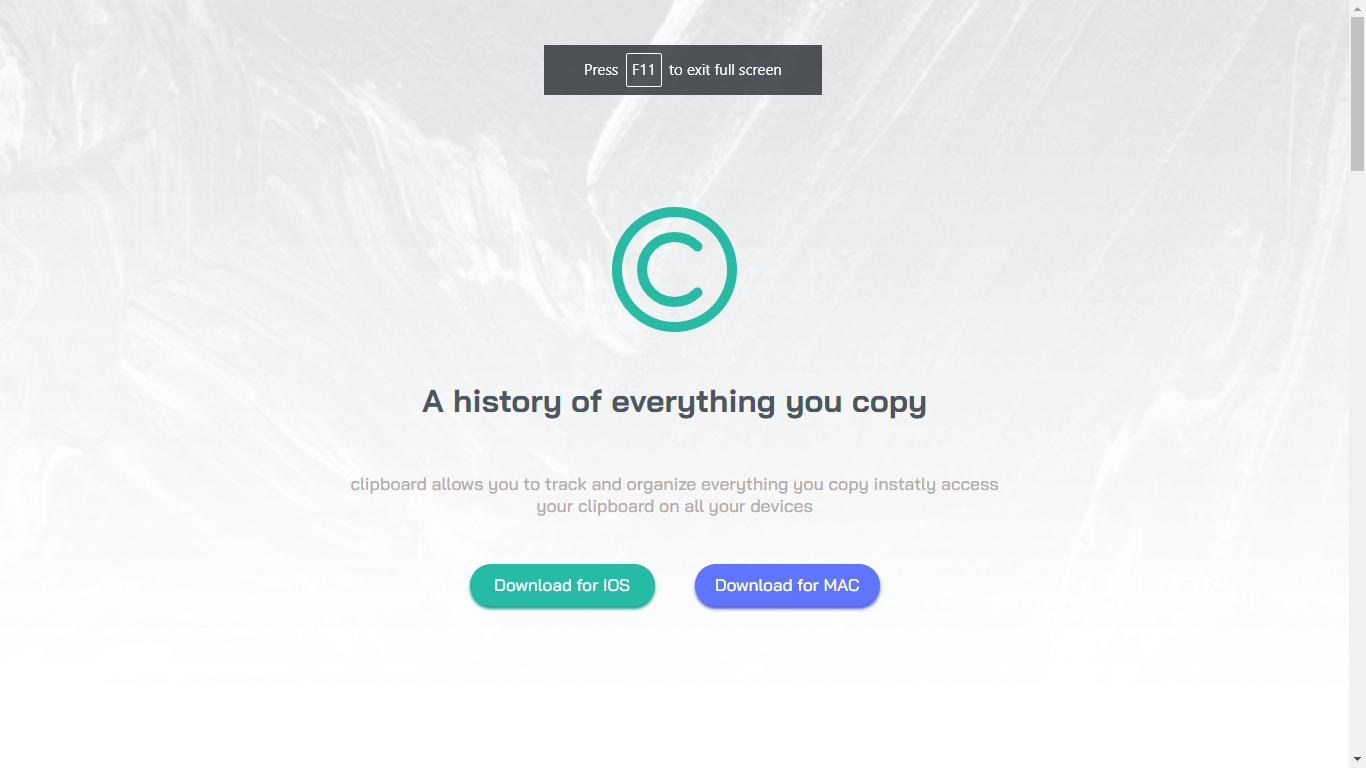 Press F11 to exit full screen
A history of everything you copy
clipboard allows you to track and organize everything you copy instatly access
your clipboard on all your devices
Download for IOS
Download for MAC